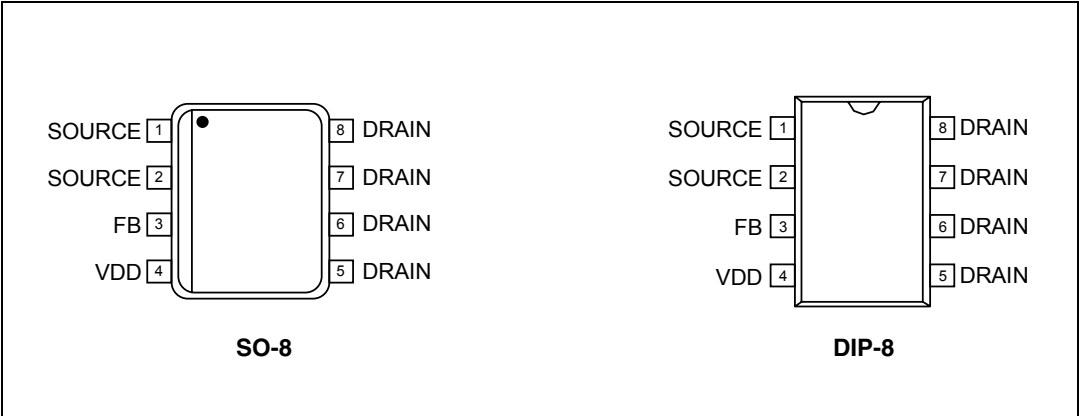 SOURCE 1 8 DRAIN
SOURCE 2 7 DRAIN
FB 3 6 DRAIN
VDD 4 5 DRAIN
SO-8
SOURCE 1 8 DRAIN
SOURCE 2 7 DRAIN
FB 3 6 DRAIN
VDD 4 5 DRAIN
DIP-8